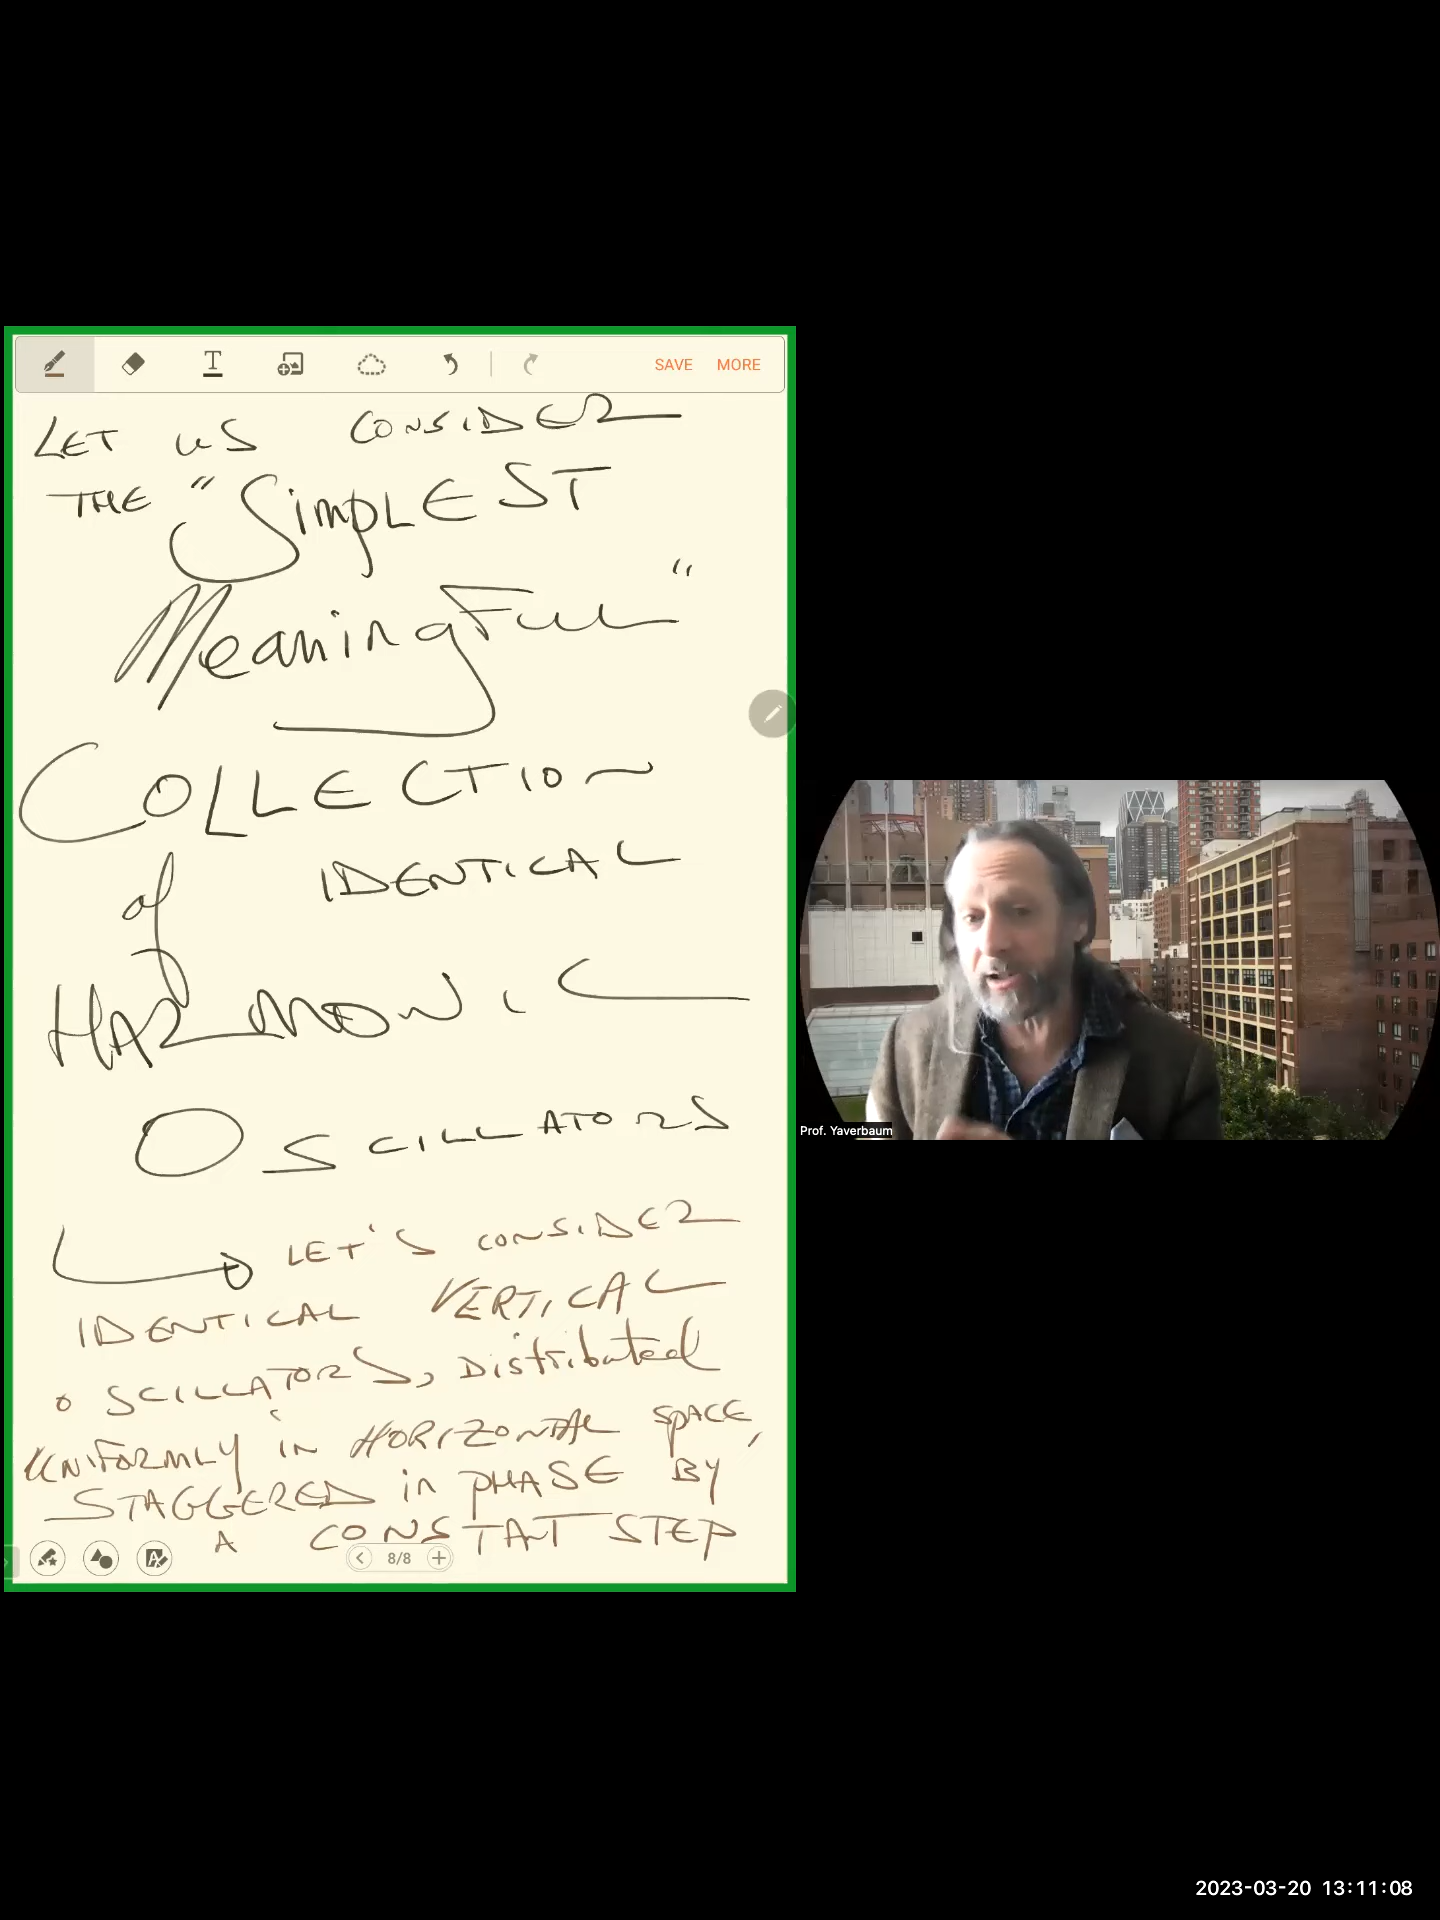 T
SAVE MORE
LET US CONSIDER
THE "SIMPLEST
MeaningFuL"
COLLECTION
of IDENTICAL
HARMONIC
OSCILLATORS
LET'S CONSIDER
IDENTICAL VERTICAL
OSCILLATORS, Distributed
UNIFORMLY in HORIZONTAL SPACE,
STAGGERED in PHASE BY
A CONSTANT STEP
A
8/8
Prof. Yaverbaum
2023-03-20 13:11:08